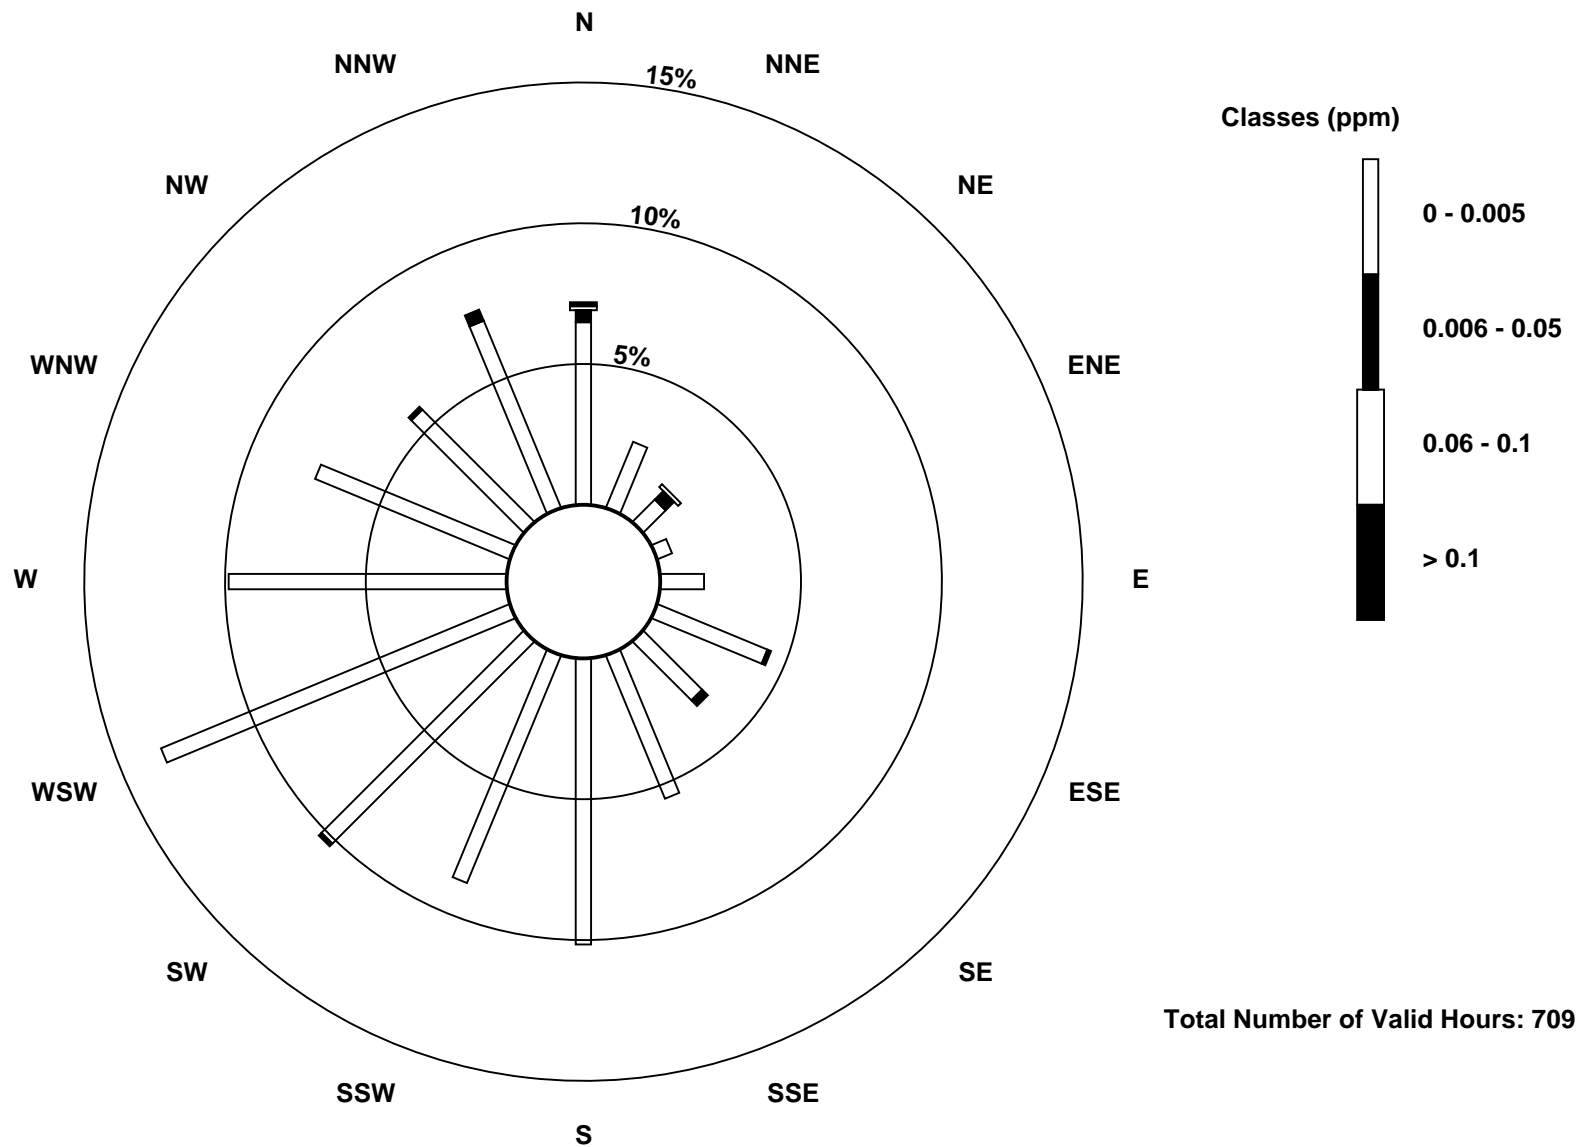 N
NNW
NNE
15%
Classes (ppm)
NW
NE
0 - 0.005
10%
0.006 - 0.05
5%
WNW
ENE
0.06 - 0.1
> 0.1
W
E
WSW
ESE
SW
SE
Total Number of Valid Hours: 709
SSW
SSE
S